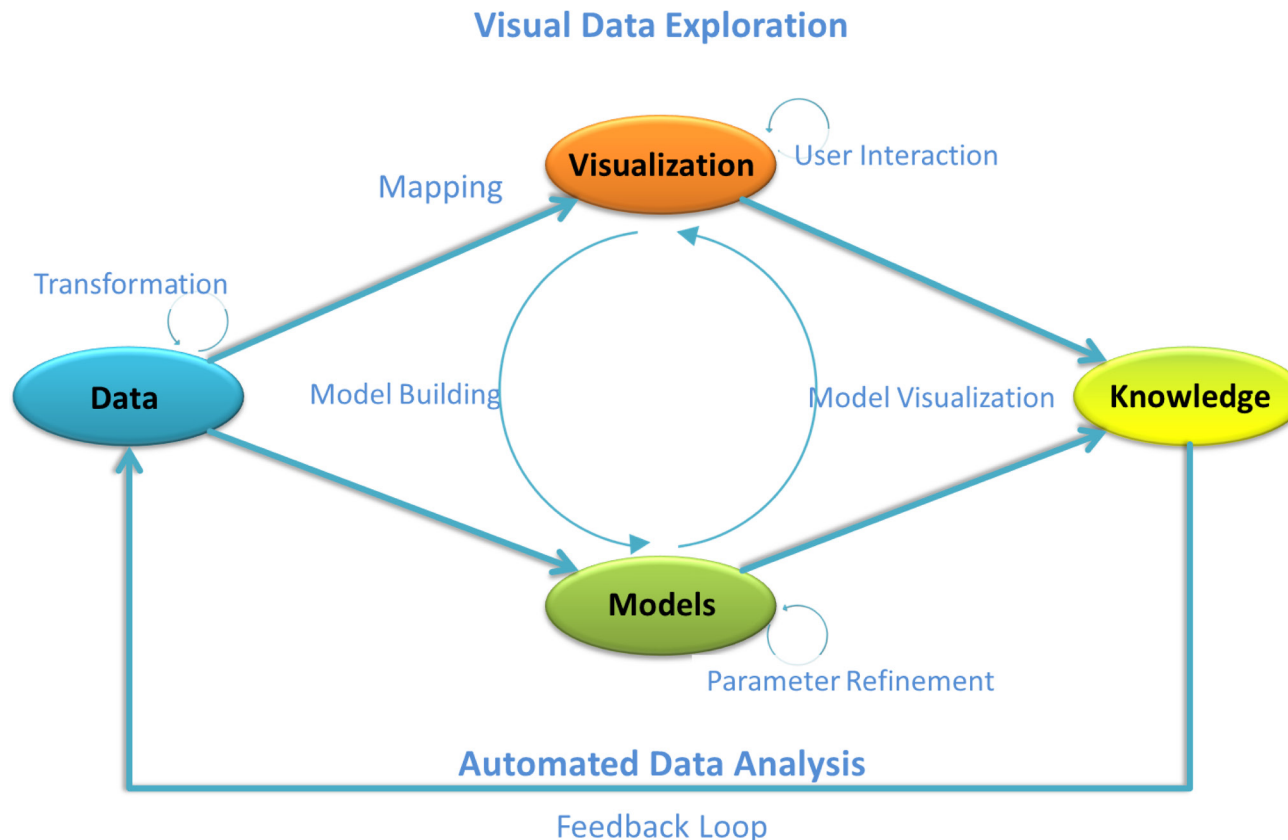 Visual Data Exploration
Visualization
User Interaction
Mapping
Transformation
Data
Model Building
Model Visualization
Knowledge
Models
Parameter Refinement
Automated Data Analysis
Feedback Loop